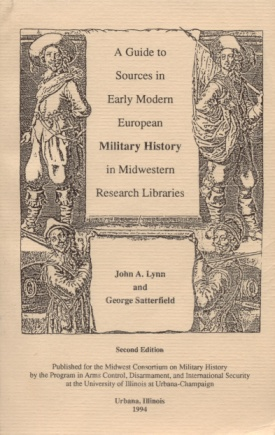 A Guide to
Sources in
Early Modern
European
Military History
in Midwestern
Research Libraries
John A. Lynn
and
George Satterfield
Second Edition
Published for the Midwest Consortium on Military History
by the Program in Arms Control, Disarmament, and International Security
at the University of Illinois at Urbana-Champaign
Urbana, Illinois
1994